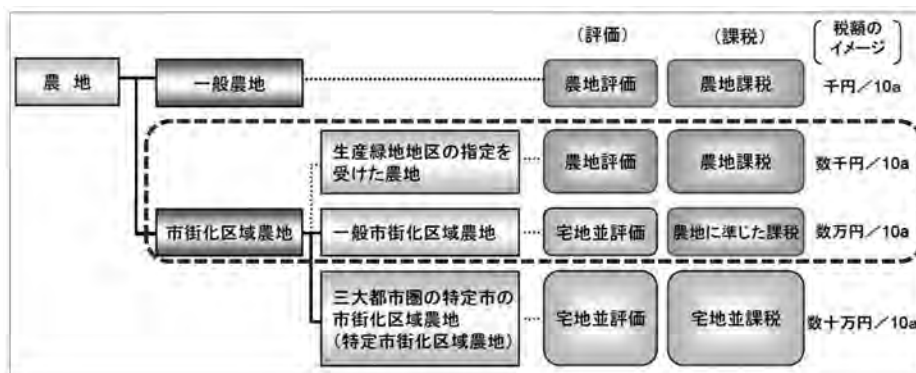 (評価)
(課税)
税額の
イメージ
農 地
一般農地
農地評価
農地課税
千円/10a
生産緑地地区の指定を
受けた農地
農地評価
農地課税
数千円/10a
市街化区域農地
一般市街化区域農地
宅地並評価
農地に準じた課税
数万円/10a
三大都市圏の特定市の
市街化区域農地
(特定市街化区域農地)
宅地並評価
宅地並課税
数十万円/10a